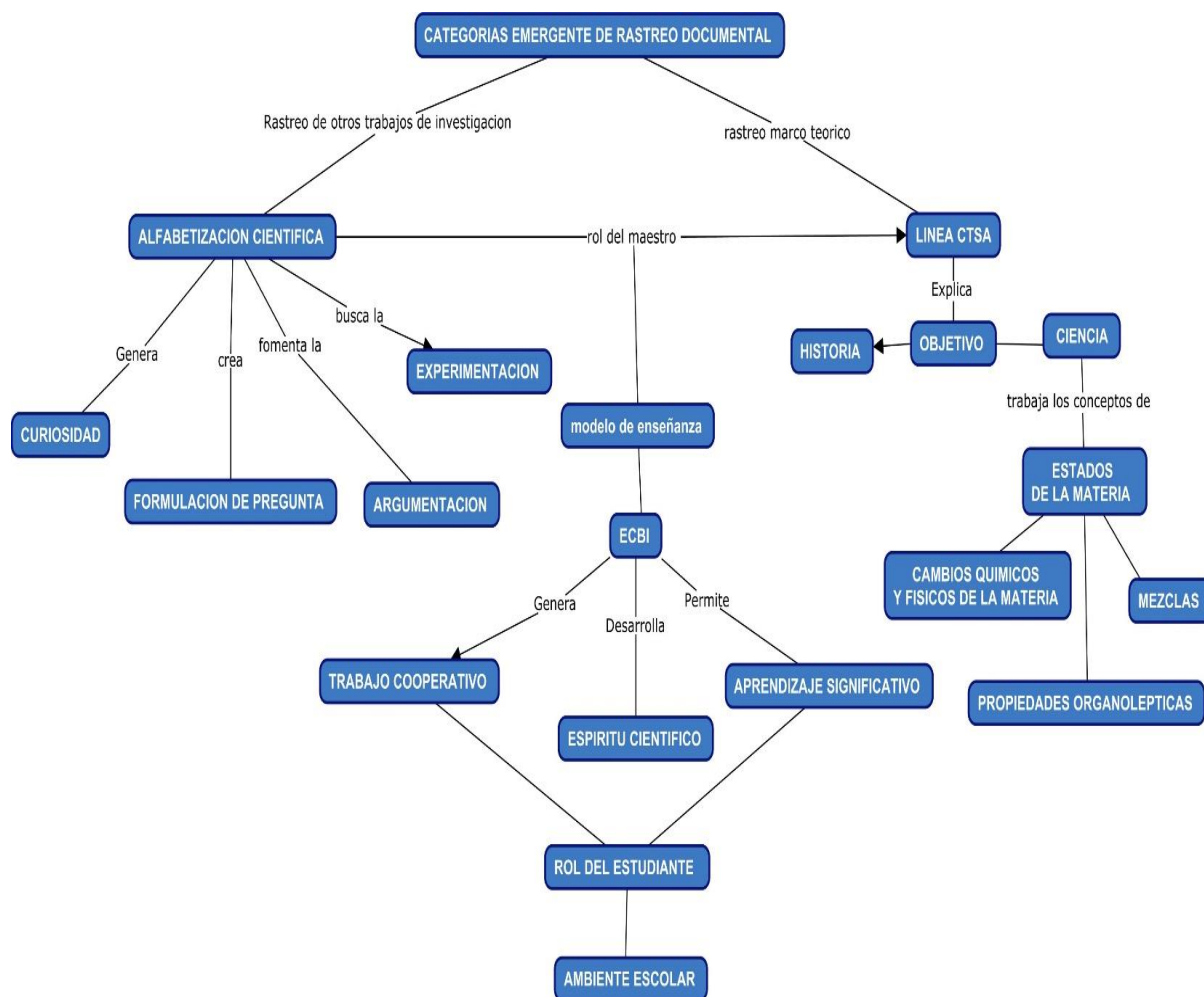 CATEGORIAS EMERGENTE DE RASTREO DOCUMENTAL
Rastreo de otros trabajos de investigacion
rastreo marco teorico
ALFABETIZACION CIENTIFICA
rol del maestro
LINEA CTSA
Explica
busca la
fomenta la
Genera
crea
HISTORIA
OBJETIVO
CIENCIA
EXPERIMENTACION
trabaja los conceptos de
CURIOSIDAD
modelo de enseñanza
FORMULACION DE PREGUNTA
ARGUMENTACION
ESTADOS
DE LA MATERIA
ECBI
CAMBIOS QUIMICOS
Y FISICOS DE LA MATERIA
MEZCLAS
Genera
Desarrolla
Permite
TRABAJO COOPERATIVO
APRENDIZAJE SIGNIFICATIVO
PROPIEDADES ORGANOLEPTICAS
ESPIRITU CIENTIFICO
ROL DEL ESTUDIANTE
AMBIENTE ESCOLAR